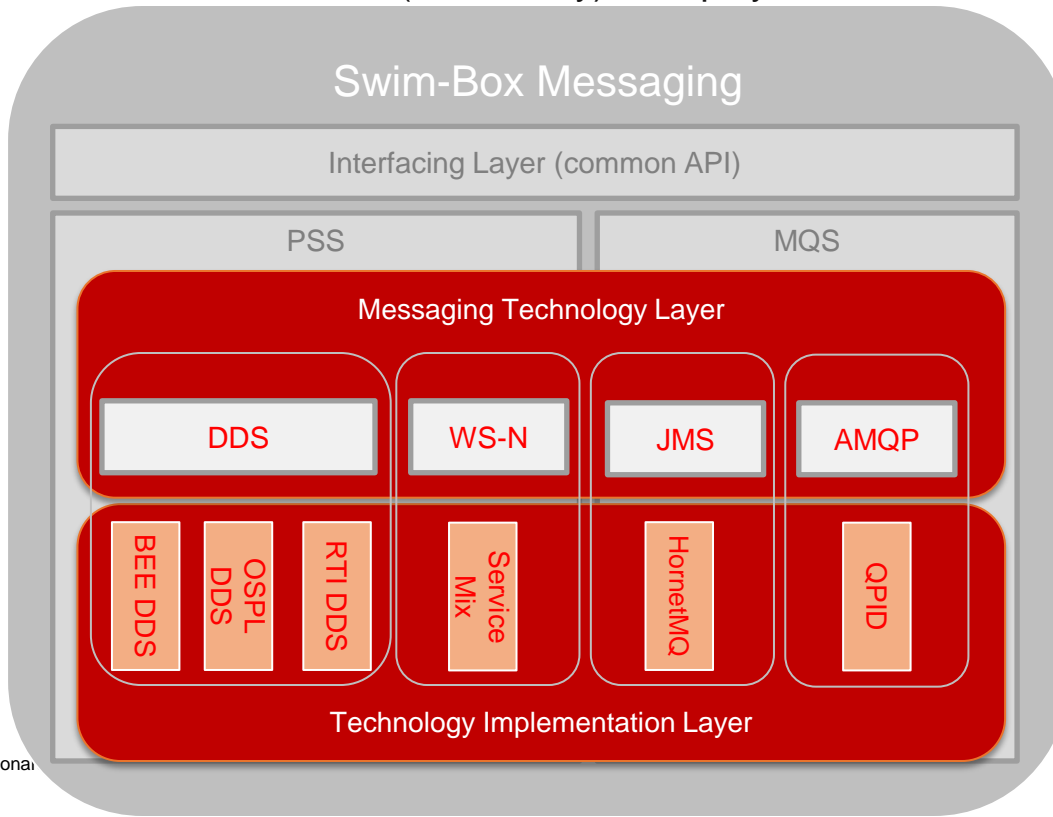 Swim-Box Messaging
Interfacing Layer (common API)
PSS
MQS
Messaging Technology Layer
DDS
WS-N
JMS
AMQP
BEE DDS
OSPL
DDS
RTI DDS
Service
Mix
HornetMQ
QPID
Technology Implementation Layer